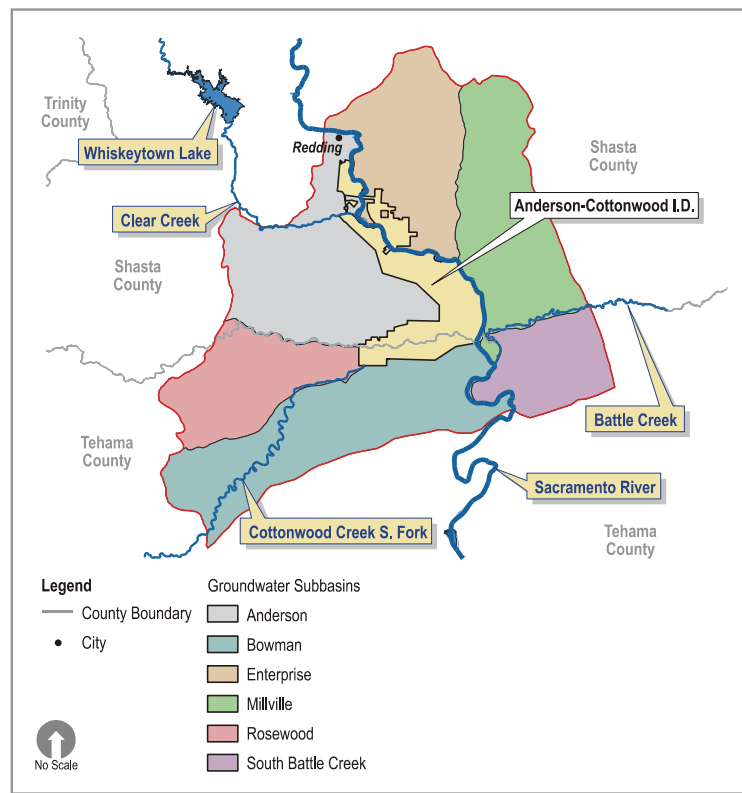 Trinity
County
Whiskeytown Lake
Redding
Shasta
County
Anderson-Cottonwood I.D.
Clear Creek
Shasta
County
Battle Creek
Tehama
County
Sacramento River
Cottonwood Creek S. Fork
Tehama
County
Legend
County Boundary
City
Groundwater Subbasins
Anderson
Bowman
Enterprise
Millville
Rosewood
South Battle Creek
No Scale